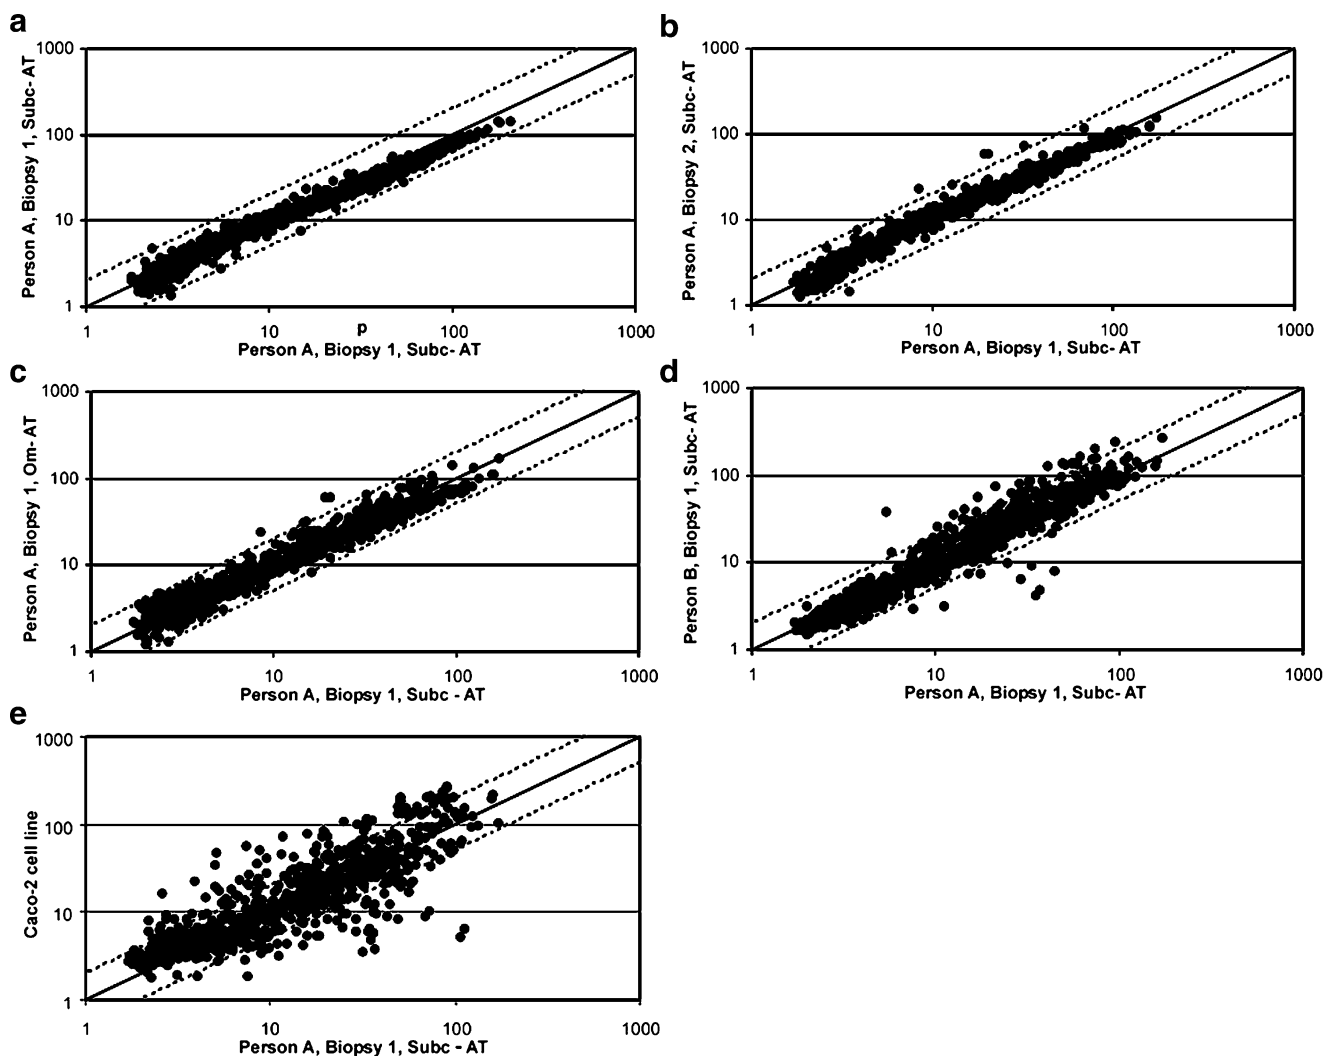 a
1000
100
10
1
Person A, Biopsy 1, Subc- AT
1 10 p 100 1000
Person A, Biopsy 1, Subc- AT
b
1000
100
10
1
Person A, Biopsy 2, Subc- AT
1 10 100 1000
Person A, Biopsy 1, Subc- AT
c
1000
100
10
1
Person A, Biopsy 1, Om- AT
1 10 100 1000
Person A, Biopsy 1, Subc - AT
d
1000
100
10
1
Person B, Biopsy 1, Subc- AT
1 10 100 1000
Person A, Biopsy 1, Subc- AT
e
1000
100
10
1
Caco-2 cell line
1 10 100 1000
Person A, Biopsy 1, Subc - AT